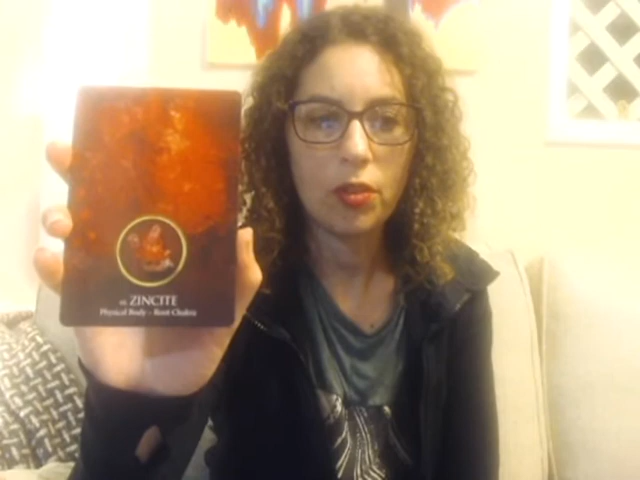 ZINCITE
Physical Body – Root Chakra